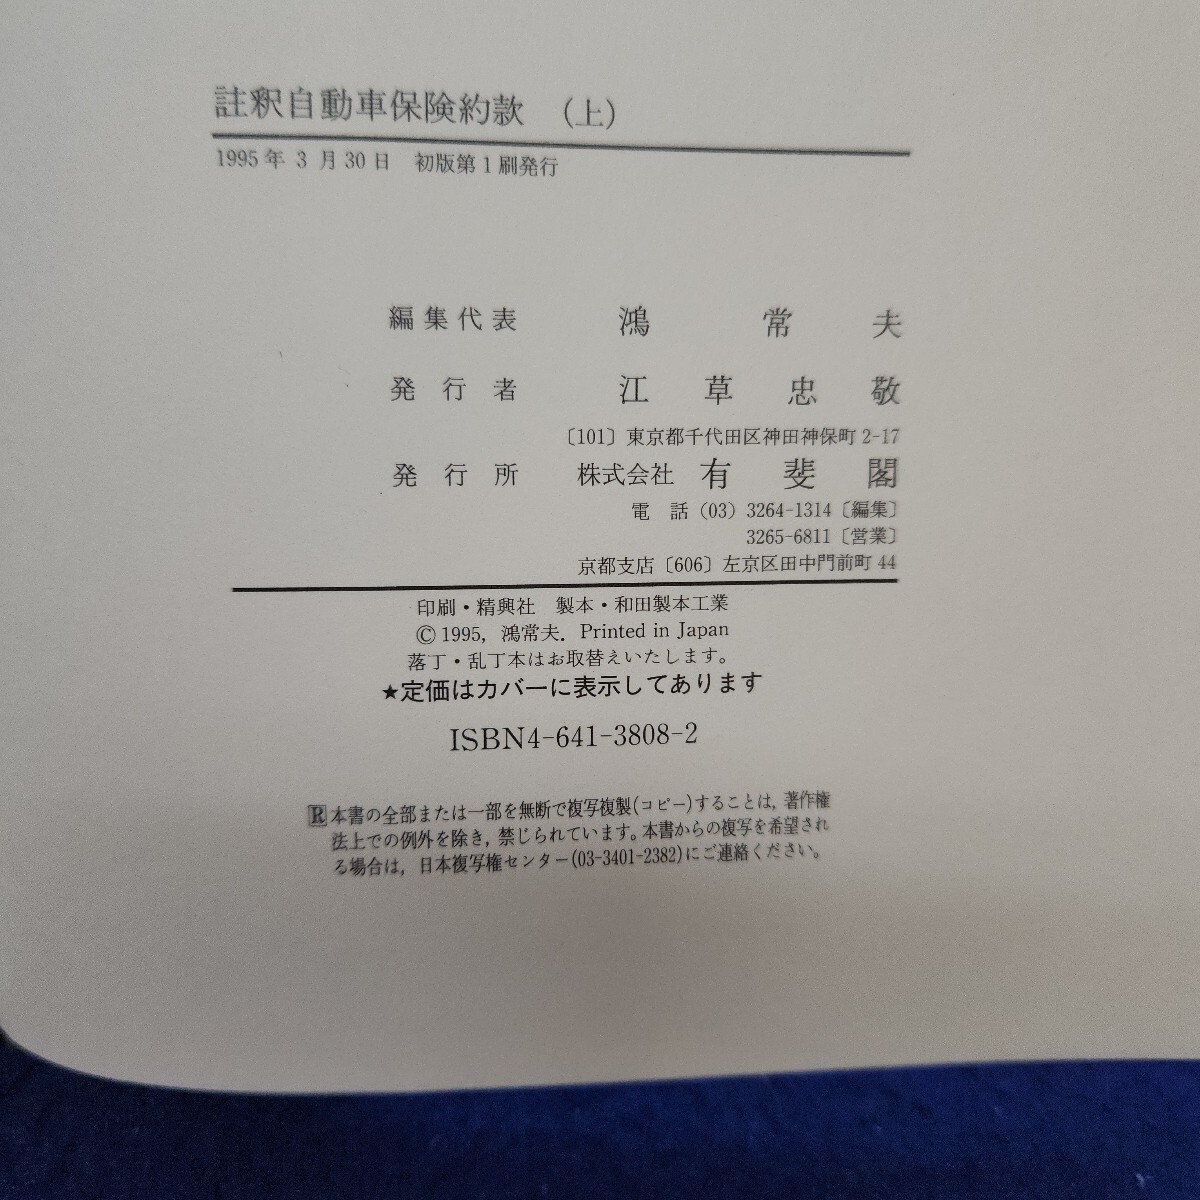 註釈自動車保険約款 (上)
1995年 3月30日 初版第1刷発行
編集代表 鴻 常 夫
発行者 江草忠敬
〔101〕東京都千代田区神田神保町2-17
発行所 株式会社 有斐閣
電 話 (03) 3264-1314〔編集〕
3265-6811〔営業〕
京都支店〔606〕左京区田中門前町44
印刷・精興社 製本・和田製本工業
© 1995, 鴻常夫. Printed in Japan
落丁・乱丁本はお取替えいたします。
★定価はカバーに表示してあります
ISBN4-641-3808-2
R 本書の全部または一部を無断で複写複製(コピー)することは, 著作権
法上での例外を除き, 禁じられています。本書からの複写を希望され
る場合は, 日本複写権センター(03-3401-2382)にご連絡ください。